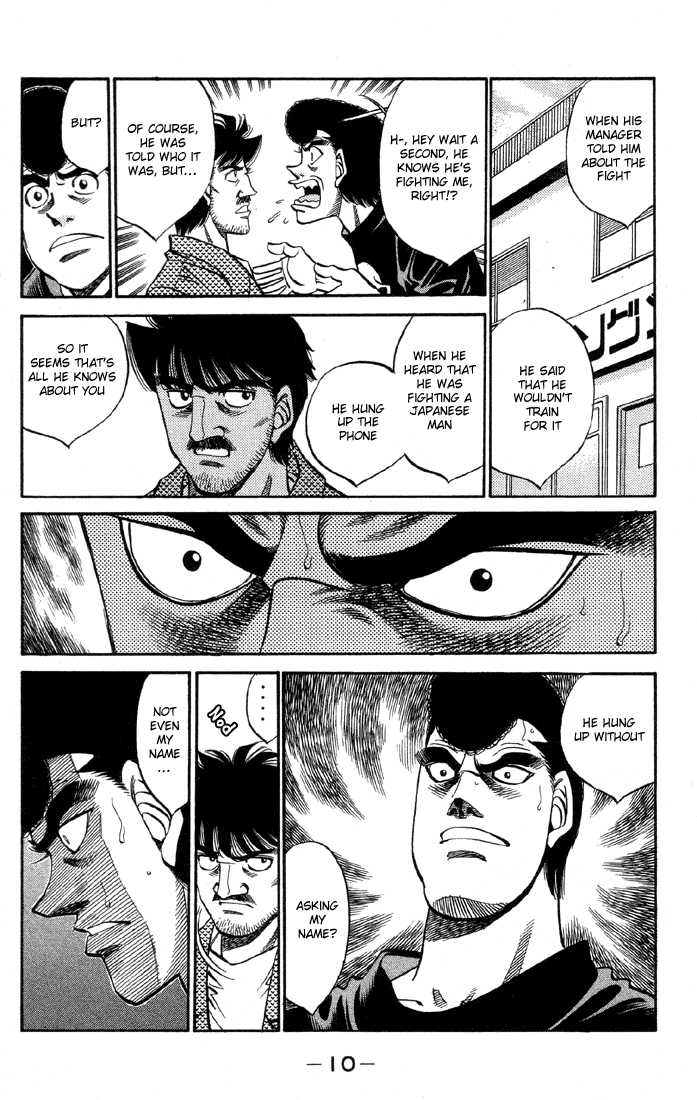 WHEN HIS
MANAGER
TOLD HIM
ABOUT THE
FIGHT
ングジ
HE SAID
THAT HE
WOULDN'T
TRAIN
FOR IT
H-, HEY WAIT A
SECOND, HE
KNOWS HE'S
FIGHTING ME,
RIGHT!?
OF COURSE,
HE WAS
TOLD WHO IT
WAS, BUT...
BUT?
WHEN HE
HEARD THAT
HE WAS
FIGHTING A
JAPANESE
MAN
HE HUNG
UP THE
PHONE
SO IT
SEEMS THAT'S
ALL HE KNOWS
ABOUT YOU
HE HUNG
UP WITHOUT
ASKING
MY
NAME?
...
Nod
NOT
EVEN MY
NAME
...
—10—